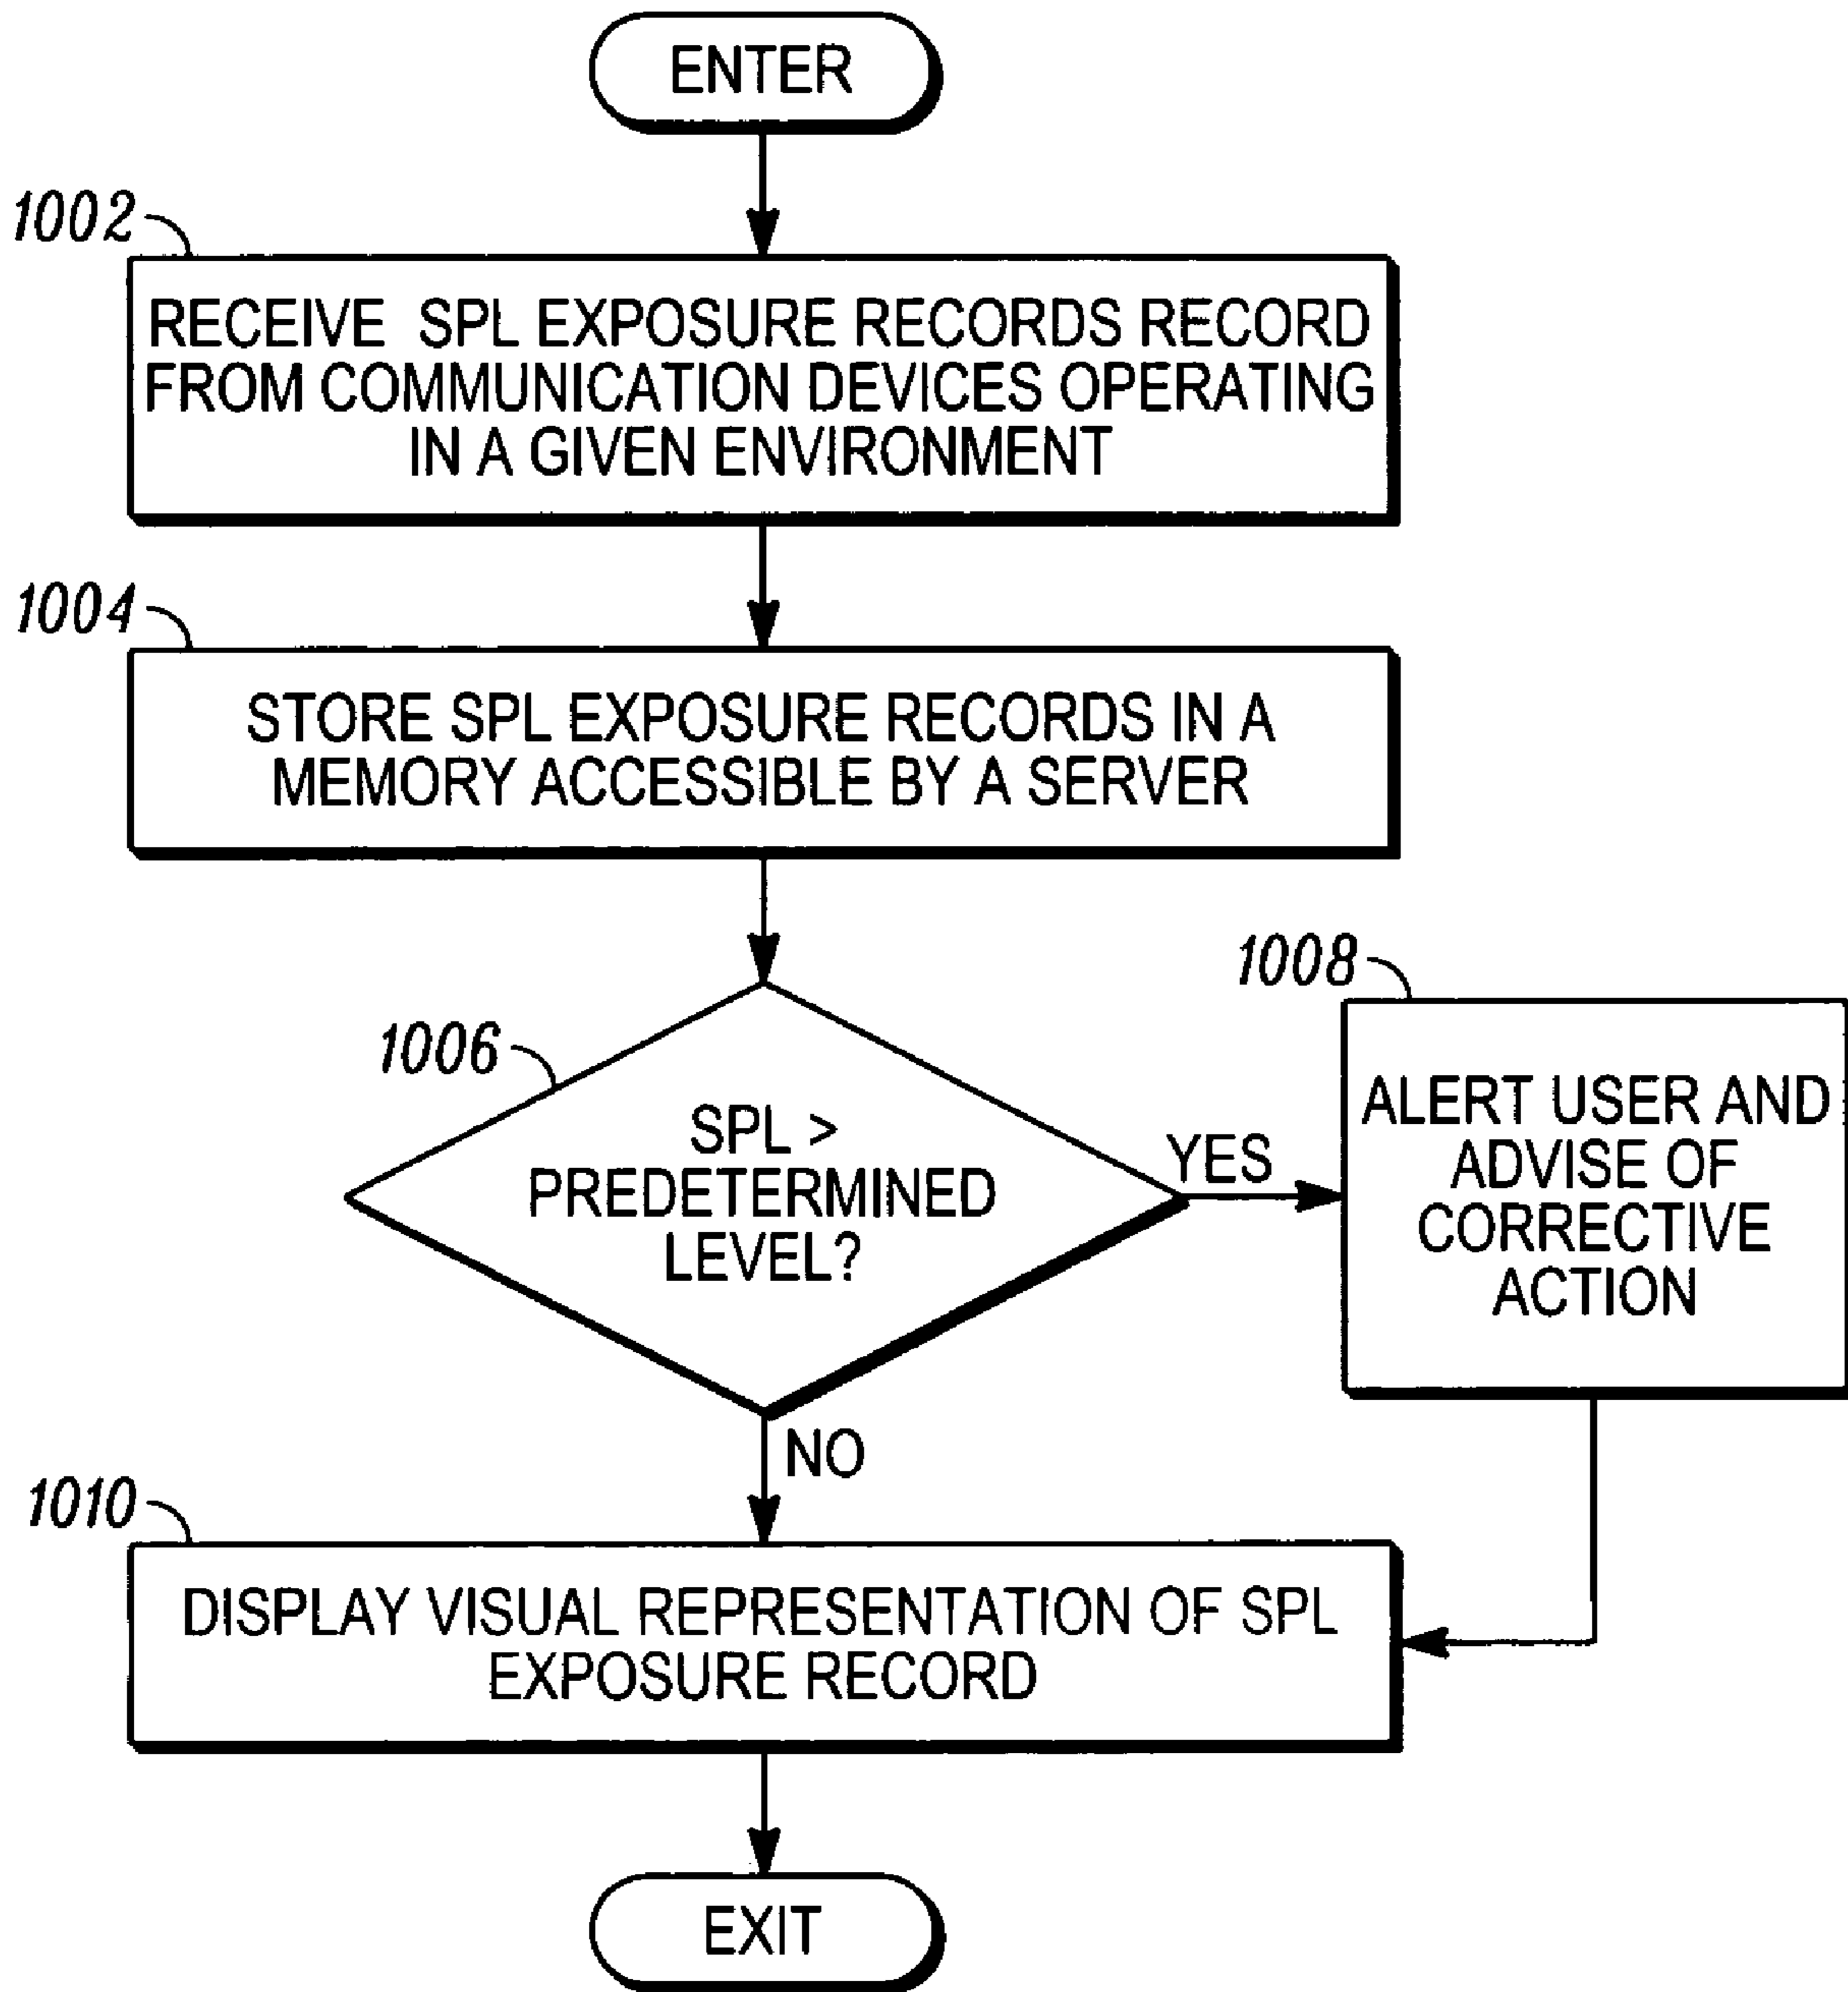 ENTER
1002
RECEIVE SPL EXPOSURE RECORDS RECORD
FROM COMMUNICATION DEVICES OPERATING
IN A GIVEN ENVIRONMENT
1004
STORE SPL EXPOSURE RECORDS IN A
MEMORY ACCESSIBLE BY A SERVER
1006
SPL >
PREDETERMINED
LEVEL?
YES
1008
ALERT USER AND
ADVISE OF
CORRECTIVE
ACTION
NO
1010
DISPLAY VISUAL REPRESENTATION OF SPL
EXPOSURE RECORD
EXIT